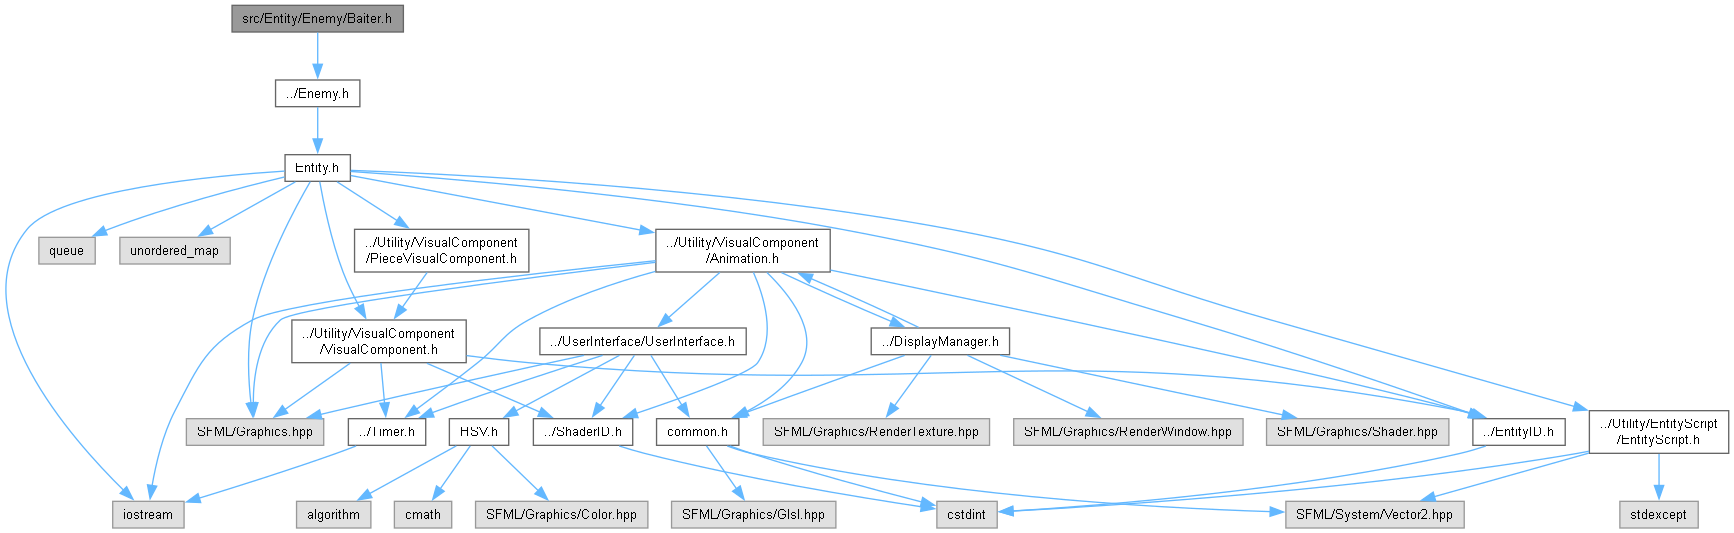 src/Entity/Enemy/Baiter.h
../Enemy.h
Entity.h
queue
unordered_map
../Utility/VisualComponent
/PieceVisualComponent.h
../Utility/VisualComponent
/Animation.h
../Utility/VisualComponent
/VisualComponent.h
../UserInterface/UserInterface.h
../DisplayManager.h
SFML/Graphics.hpp
../Timer.h
HSV.h
../ShaderID.h
common.h
SFML/Graphics/RenderTexture.hpp
SFML/Graphics/RenderWindow.hpp
SFML/Graphics/Shader.hpp
../EntityID.h
../Utility/EntityScript
/EntityScript.h
iostream
algorithm
cmath
SFML/Graphics/Color.hpp
SFML/Graphics/Glsl.hpp
cstdint
SFML/System/Vector2.hpp
stdexcept